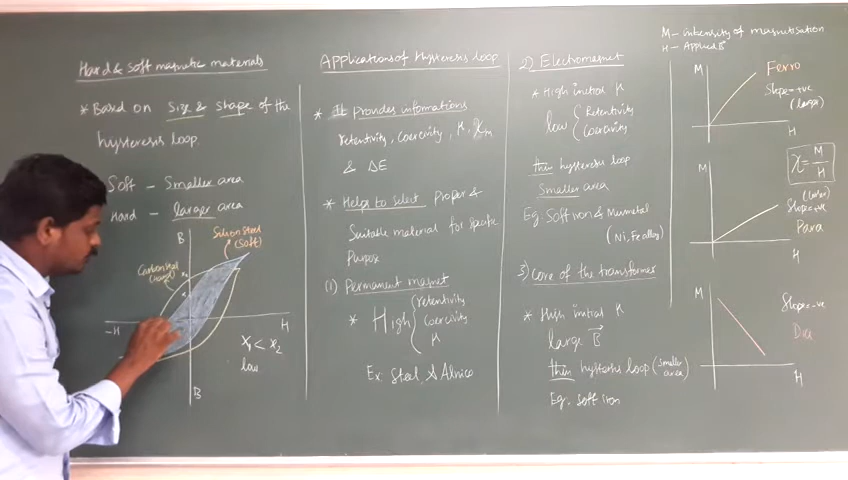 Hard & soft magnetic materials
* Based on Size & shape of the
hysteresis loop.
Soft - Smaller area
Hard - larger area
B
Silicon steel
(Soft)
Carbon steel
(Hard)
-H
H
x₁ < x₂
low
B
Applications of Hysteresis loop
* It Provides informations
retentivity, coercivity, μ, χm
& ΔE
* Helps to select Proper &
Suitable material for specific
Purpose
(1) Permanent magnet
* High { retentivity
Coercivity
μ
Ex: Steel & Alnico
2) Electromagnet
* High initial μ
low { Retentivity
Coercivity
thin hysteresis loop
Smaller area
Eg: Soft iron & Mumetal
(Ni, Fe alloy)
3) Core of the transformer
* High initial μ
large B
thin hysteresis loop (smaller
area)
Eg. soft iron
M - intensity of magnetisation
H - Applied B
M
Ferro
Slope=+ve
(large)
H
χ = M/H
M
Slope=+ve
Para
H
M
Slope=-ve
Dia
H